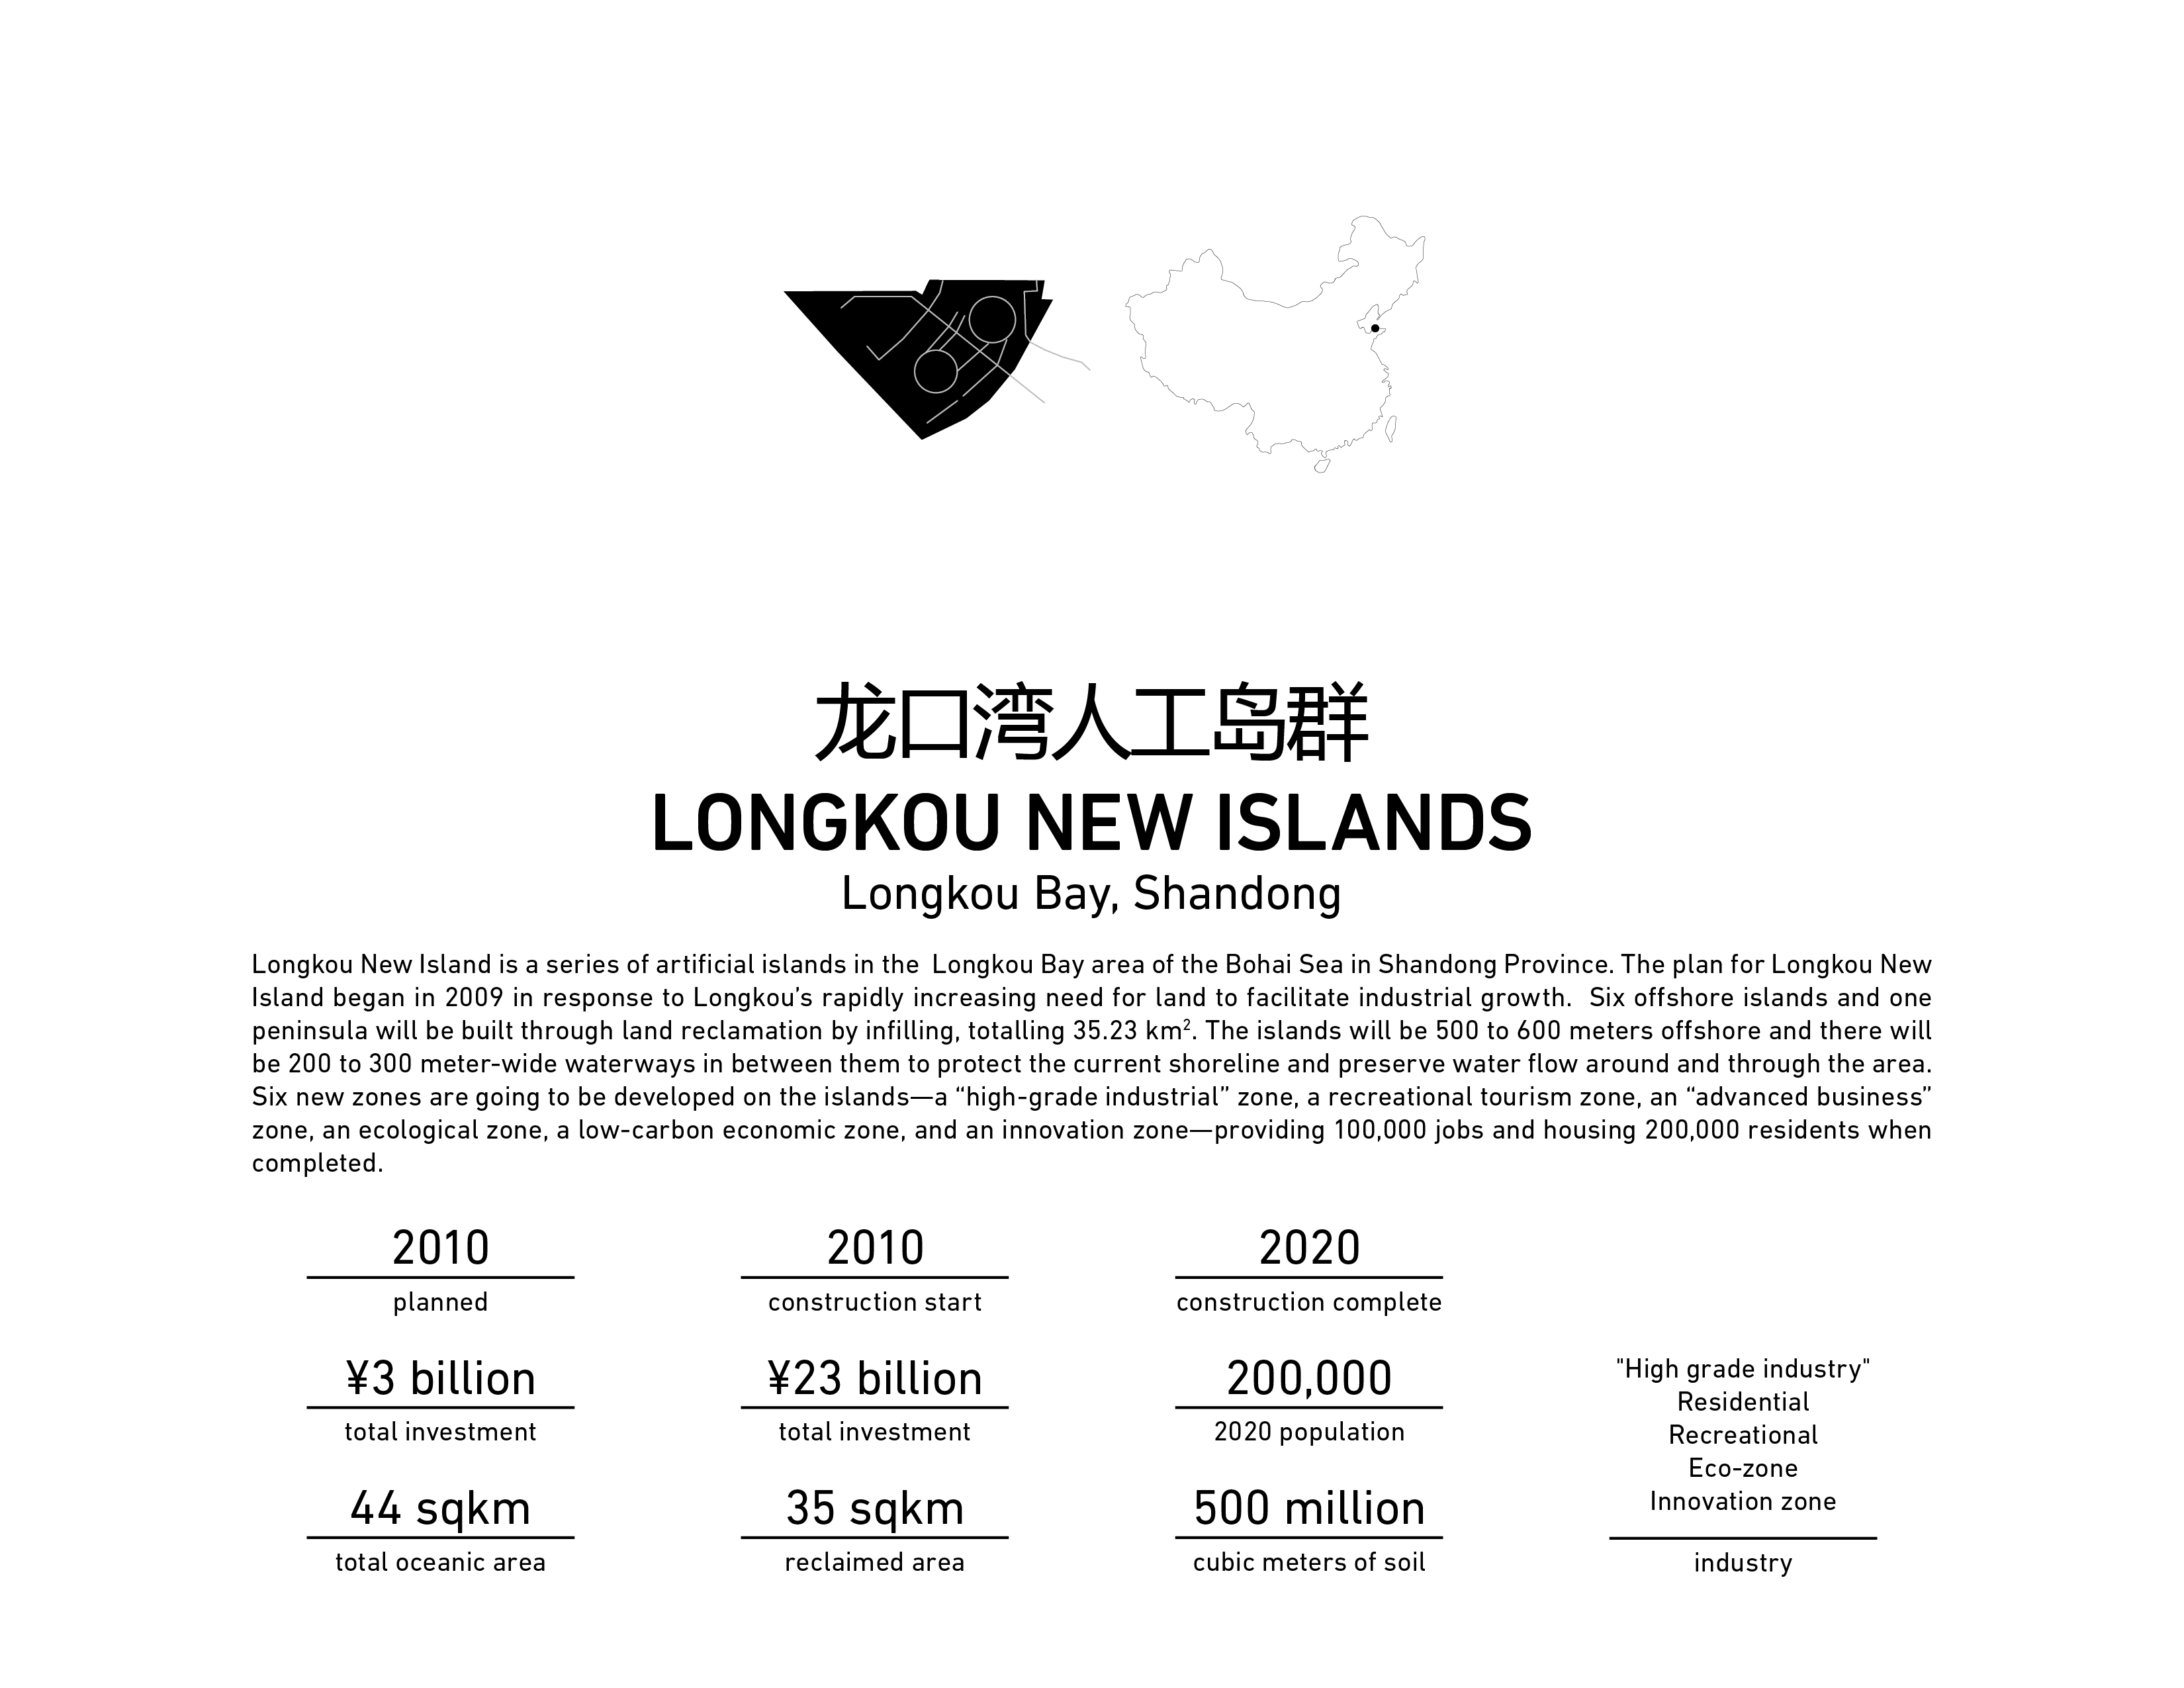 龙口湾人工岛群
LONGKOU NEW ISLANDS
Longkou Bay, Shandong
Longkou New Island is a series of artificial islands in the  Longkou Bay area of the Bohai Sea in Shandong Province. The plan for Longkou New
Island began in 2009 in response to Longkou’s rapidly increasing need for land to facilitate industrial growth.  Six offshore islands and one
peninsula will be built through land reclamation by infilling, totalling 35.23 km². The islands will be 500 to 600 meters offshore and there will
be 200 to 300 meter-wide waterways in between them to protect the current shoreline and preserve water flow around and through the area.
Six new zones are going to be developed on the islands—a “high-grade industrial” zone, a recreational tourism zone, an “advanced business”
zone, an ecological zone, a low-carbon economic zone, and an innovation zone—providing 100,000 jobs and housing 200,000 residents when
completed.
2010
planned
2010
construction start
2020
construction complete
¥3 billion
total investment
¥23 billion
total investment
200,000
2020 population
44 sqkm
total oceanic area
35 sqkm
reclaimed area
500 million
cubic meters of soil
"High grade industry"
Residential
Recreational
Eco-zone
Innovation zone
industry